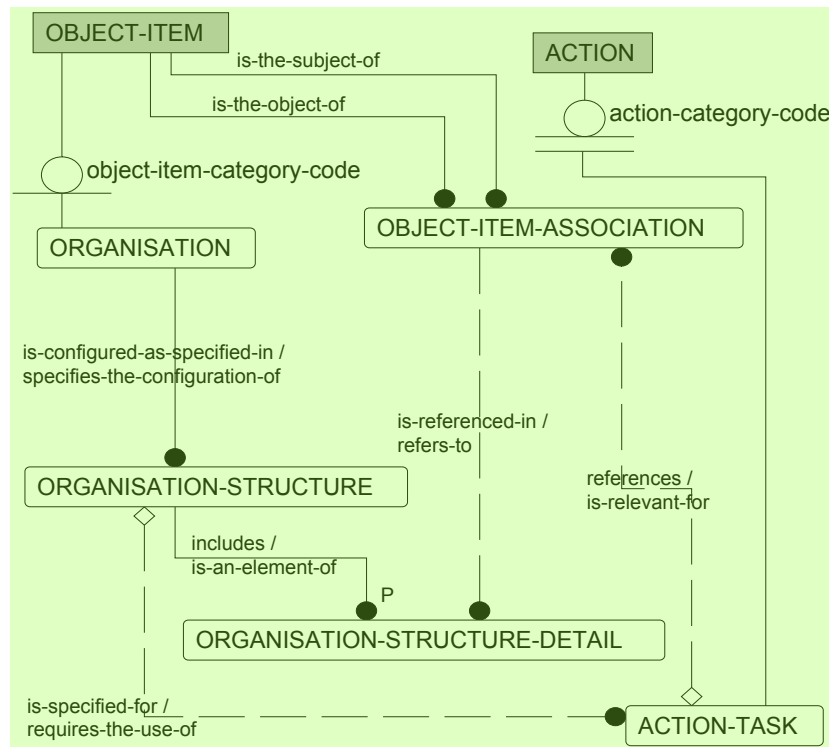 OBJECT-ITEM
ACTION
is-the-subject-of
is-the-object-of
action-category-code
object-item-category-code
ORGANISATION
OBJECT-ITEM-ASSOCIATION
is-configured-as-specified-in /
specifies-the-configuration-of
is-referenced-in /
refers-to
references /
is-relevant-for
ORGANISATION-STRUCTURE
includes /
is-an-element-of
P
ORGANISATION-STRUCTURE-DETAIL
is-specified-for /
requires-the-use-of
ACTION-TASK